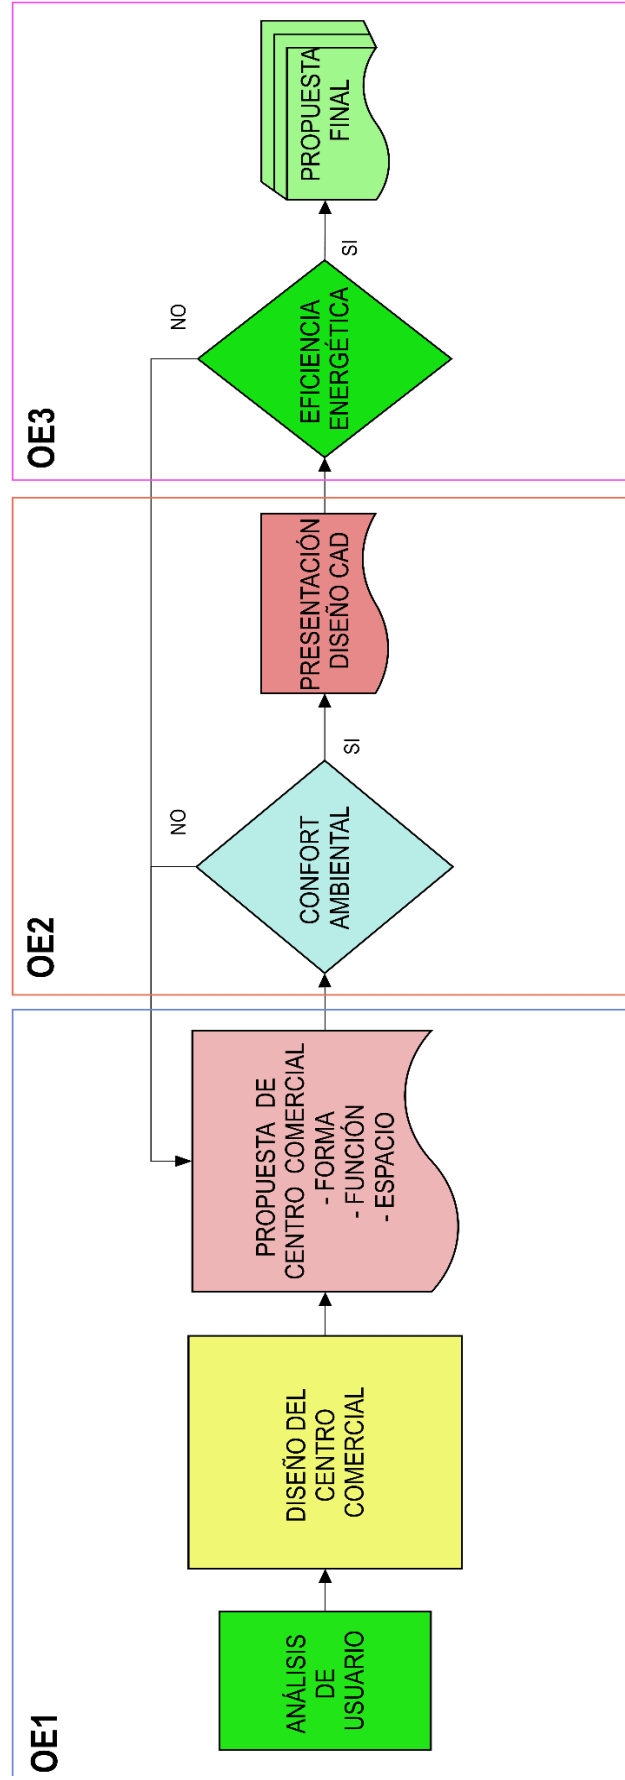 OE1
ANÁLISIS
DE
USUARIO
DISEÑO DEL
CENTRO
COMERCIAL
PROPUESTA DE
CENTRO COMERCIAL
- FORMA
- FUNCIÓN
- ESPACIO
OE2
NO
CONFORT
AMBIENTAL
SI
PRESENTACIÓN
DISEÑO CAD
OE3
NO
EFICIENCIA
ENERGÉTICA
SI
PROPUESTA
FINAL